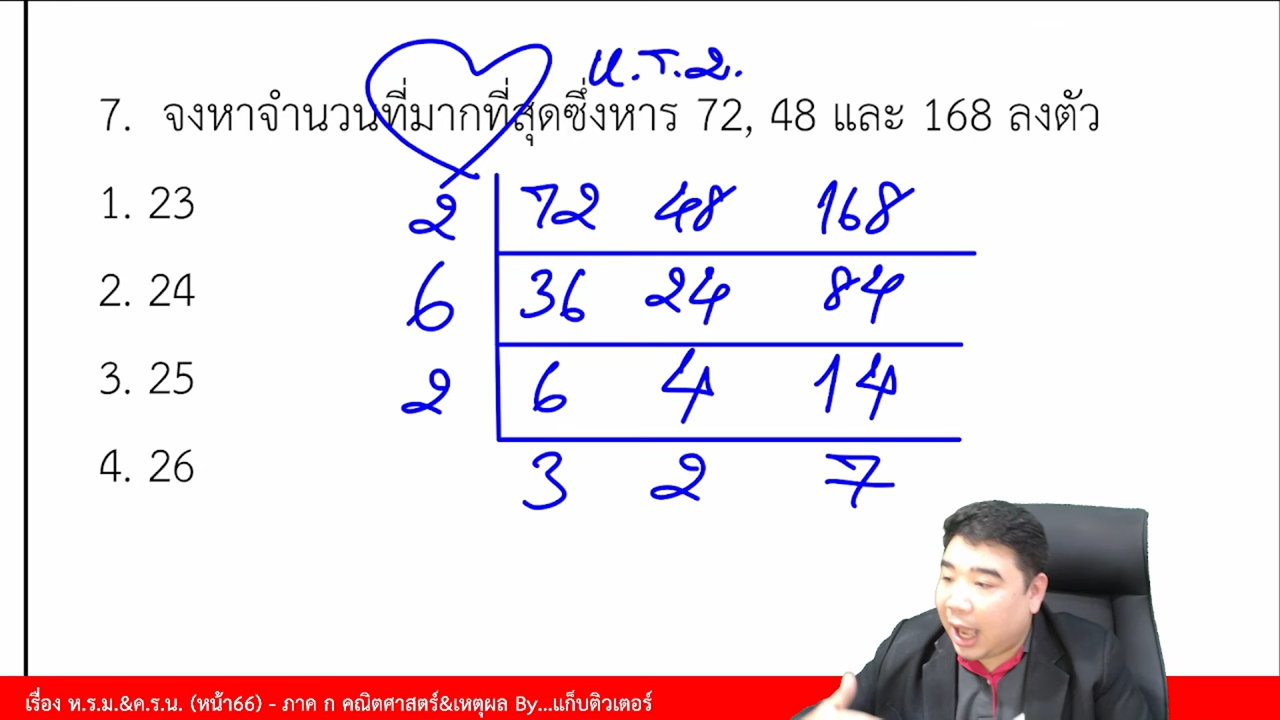 ห.ร.ม.
7. จงหาจำนวนที่มากที่สุดซึ่งหาร 72, 48 และ 168 ลงตัว
1. 23
2 72 48 168
2. 24
6 36 24 84
3. 25
2 6 4 14
4. 26
3 2 7
เรื่อง ห.ร.ม.&ค.ร.น. (หน้า66) - ภาค ก คณิตศาสตร์&เหตุผล By...แก็บติวเตอร์